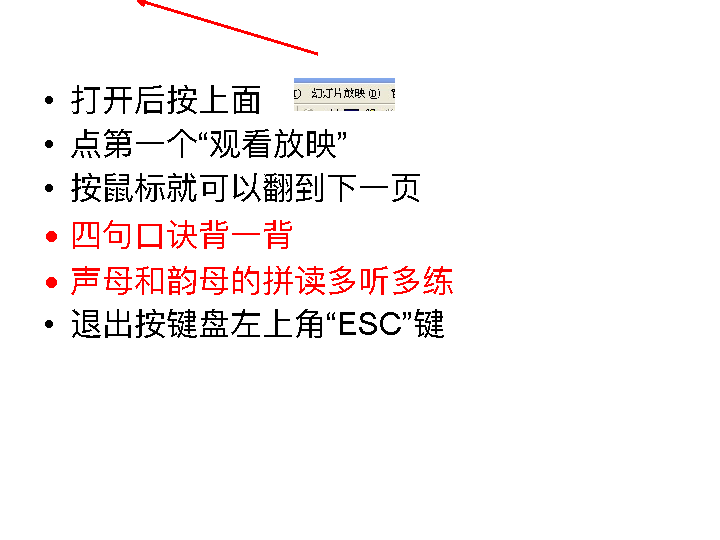 • 打开后按上面 幻灯片放映(D)
• 点第一个“观看放映”
• 按鼠标就可以翻到下一页
• 四句口诀背一背
• 声母和韵母的拼读多听多练
• 退出按键盘左上角“ESC”键